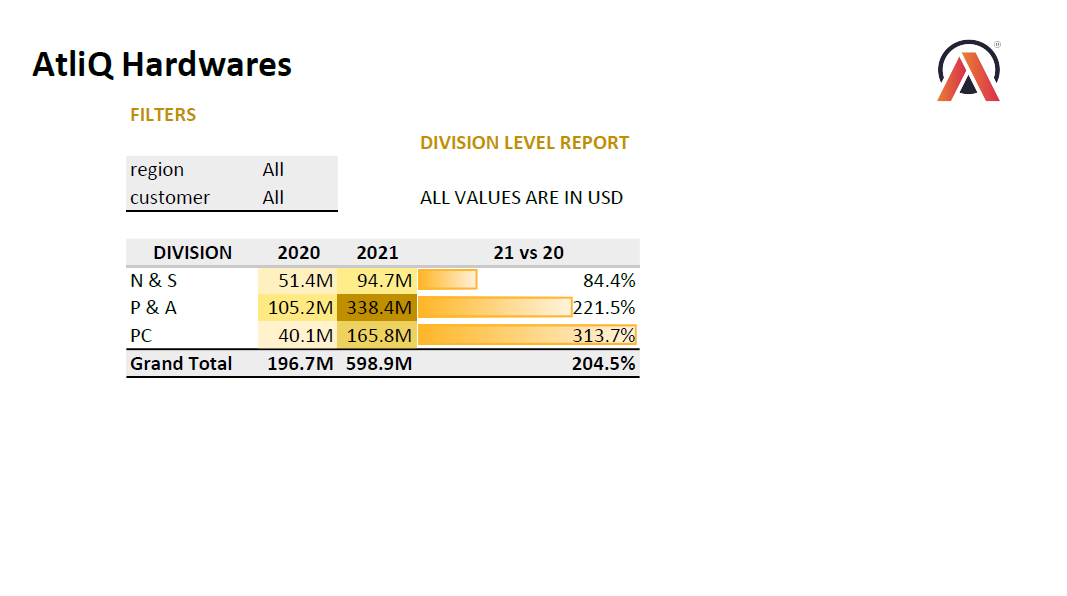 AtliQ Hardwares
FILTERS
DIVISION LEVEL REPORT
region All
customer All
ALL VALUES ARE IN USD
DIVISION 2020 2021 21 vs 20
N & S 51.4M 94.7M 84.4%
P & A 105.2M 338.4M 221.5%
PC 40.1M 165.8M 313.7%
Grand Total 196.7M 598.9M 204.5%